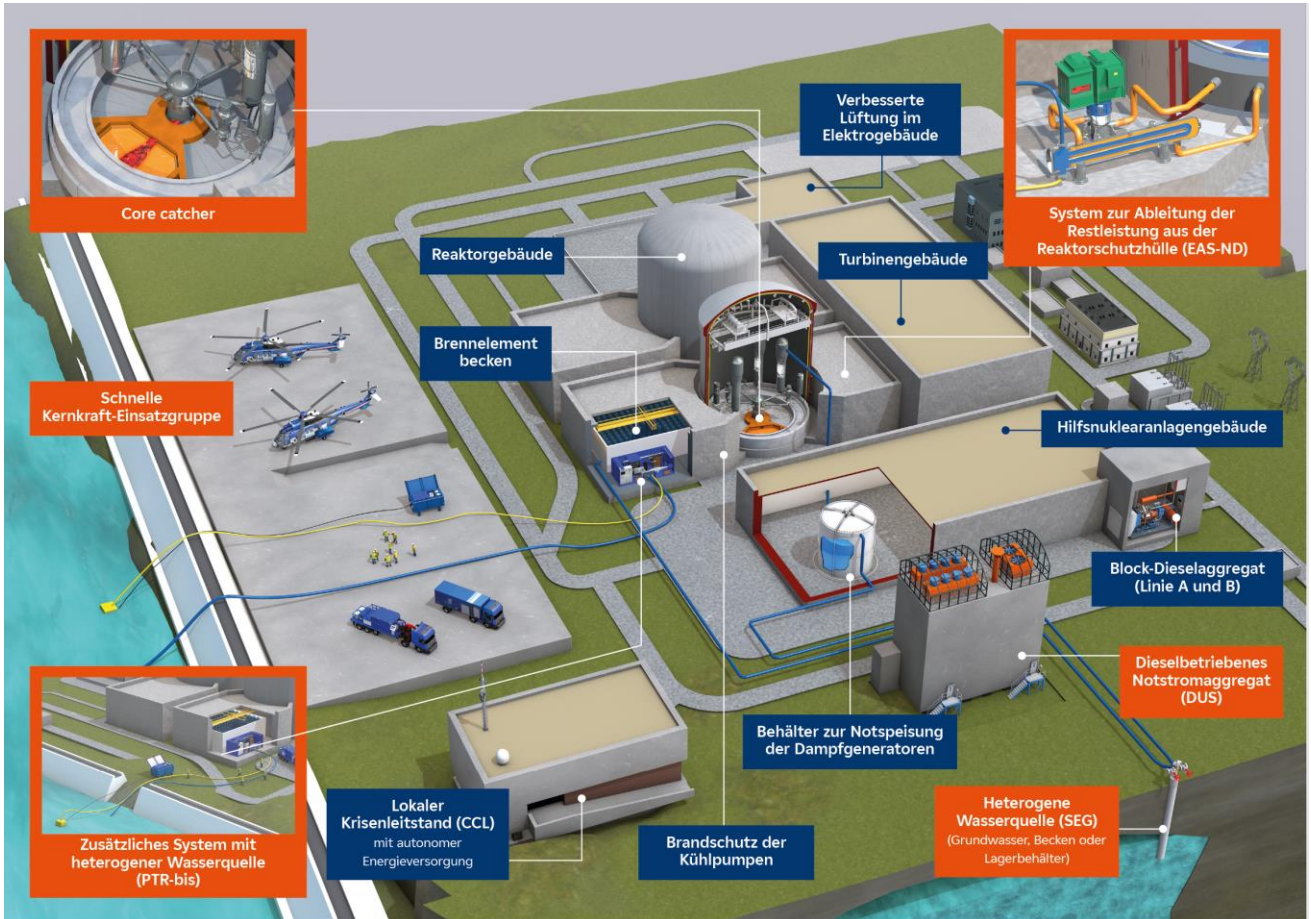 Core catcher
Verbesserte
Lüftung im
Elektrogebäude
System zur Ableitung der
Restleistung aus der
Reaktorschutzhülle (EAS-ND)
Reaktorgebäude
Turbinengebäude
Brennelement
becken
Schnelle
Kernkraft-Einsatzgruppe
Hilfsnuklearanlagengebäude
Block-Dieselaggregat
(Linie A und B)
Dieselbetriebenes
Notstromaggregat
(DUS)
Behälter zur Notspeisung
der Dampfgeneratoren
Lokaler
Krisenleitstand (CCL)
mit autonomer
Energieversorgung
Brandschutz der
Kühlpumpen
Heterogene
Wasserquelle (SEG)
(Grundwasser, Becken oder
Lagerbehälter)
Zusätzliches System mit
heterogener Wasserquelle
(PTR-bis)